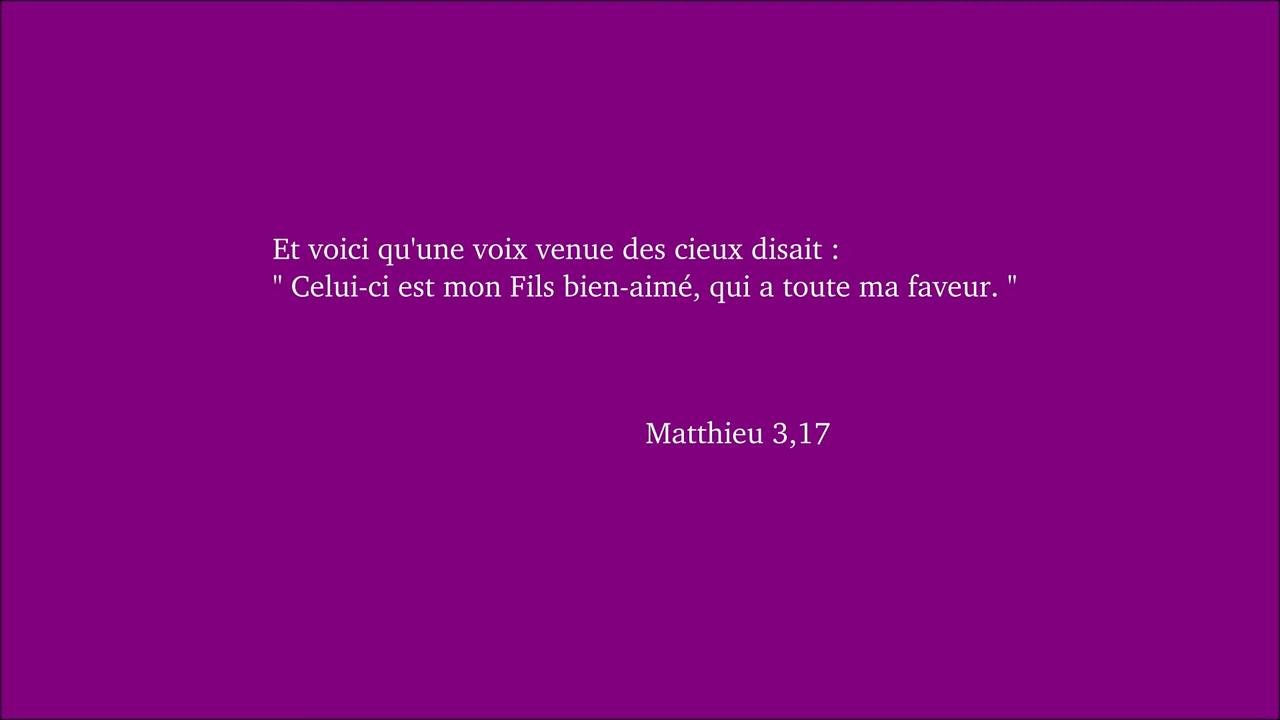 Et voici qu'une voix venue des cieux disait :
" Celui-ci est mon Fils bien-aimé, qui a toute ma faveur. "
Matthieu 3,17